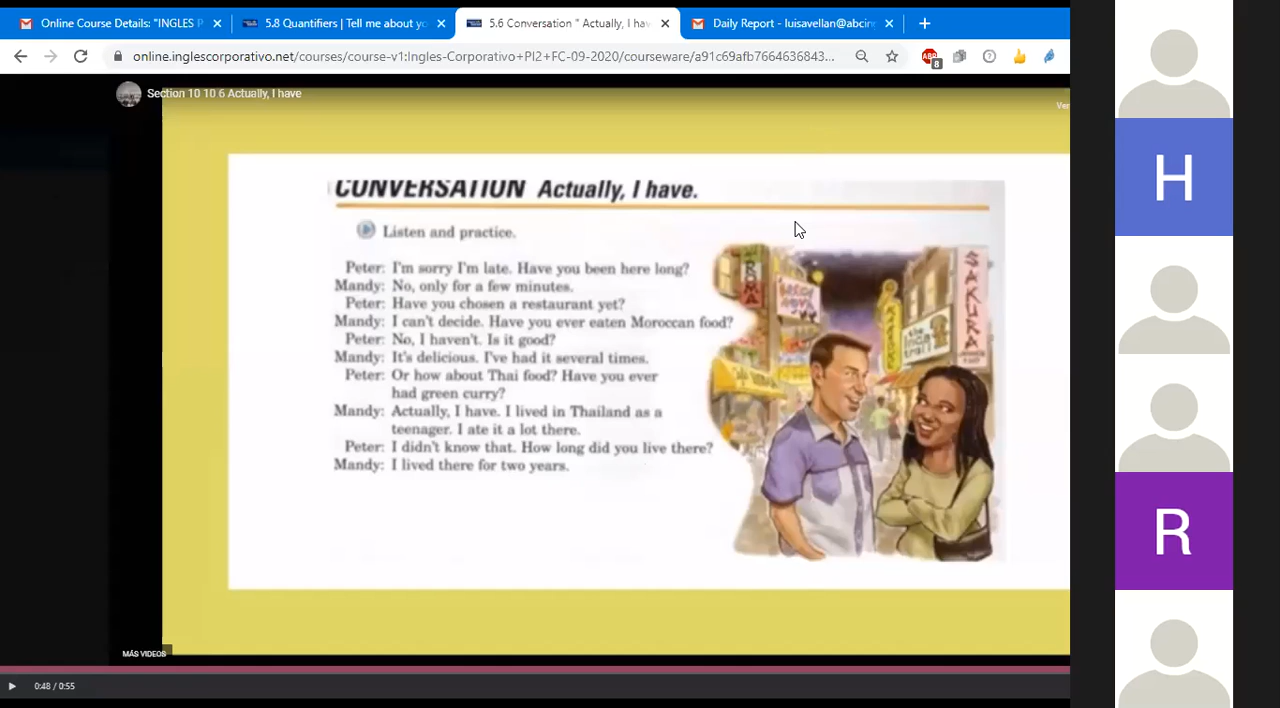 Online Course Details: "INGLES P
5.8 Quantifiers | Tell me about yo
5.6 Conversation " Actually, I hav
Daily Report - luisavellan@abcin
online.inglescorporativo.net/courses/course-v1:Ingles-Corporativo+PI2+FC-09-2020/courseware/a91c69afb7664636843...
ABP
8
Section 10 10 6 Actually, I have
Ver
CONVERSATION Actually, I have.
Listen and practice.
Peter: I'm sorry I'm late. Have you been here long?
Mandy: No, only for a few minutes.
Peter: Have you chosen a restaurant yet?
Mandy: I can't decide. Have you ever eaten Moroccan food?
Peter: No, I haven't. Is it good?
Mandy: It's delicious. I've had it several times.
Peter: Or how about Thai food? Have you ever
had green curry?
Mandy: Actually, I have. I lived in Thailand as a
teenager. I ate it a lot there.
Peter: I didn't know that. How long did you live there?
Mandy: I lived there for two years.
ROMA
SAKURA
MÁS VIDEOS
0:48 / 0:55
H
R